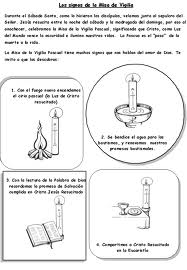 Los signos de la Misa de Vigilia
Durante el Sábado Santo, como lo hicieron los discípulos, velamos junto al sepulcro del
Señor. Jesús resucita entre la noche del sábado y la madrugada del domingo, por eso al
anochecer, celebramos la Vigilia Pascual, significando que Cristo, como Luz
del Mundo vence la oscuridad e ilumina nuestras vidas. La Pascua es el "paso" de la
muerte a la vida.
La Misa de la Vigilia Pascual tiene muchos signos que nos hablan del amor de Dios. Te
invito a que los descubras:
1. Con el fuego nuevo encendemos
el cirio pascual (la Luz de Cristo
resucitado)
2. Se bendice el agua para los
bautismos, y renovamos nuestras
promesas bautismales.
3. Con la lectura de la Palabra de Dios
recordamos la promesa de Salvación
cumplida en Cristo Jesús Resucitado
4. Compartimos a Cristo Resucitado
en la Eucaristía.